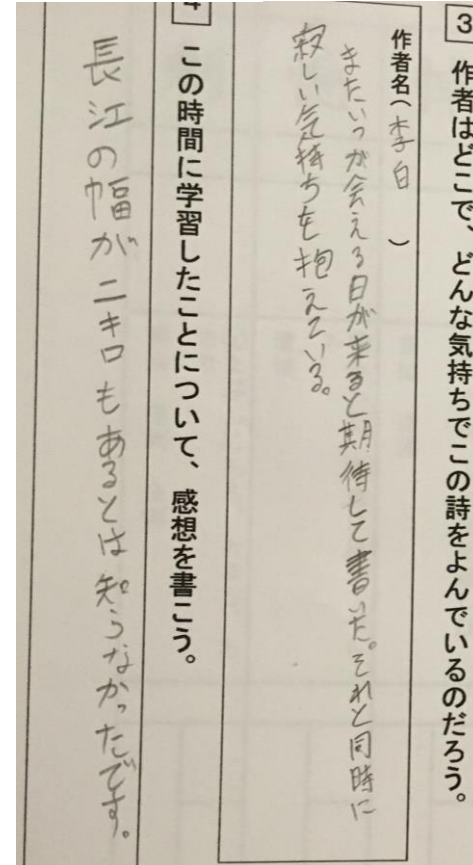 3 作者はどこで、どんな気持ちでこの詩をよんでいるのだろう。
作者名(李白)
またいつか会える日が来ると期待して書いた。それと同時に
寂しい気持ちを抱えている。
4 この時間に学習したことについて、感想を書こう。
長江の幅が二キロもあるとは知らなかったです。